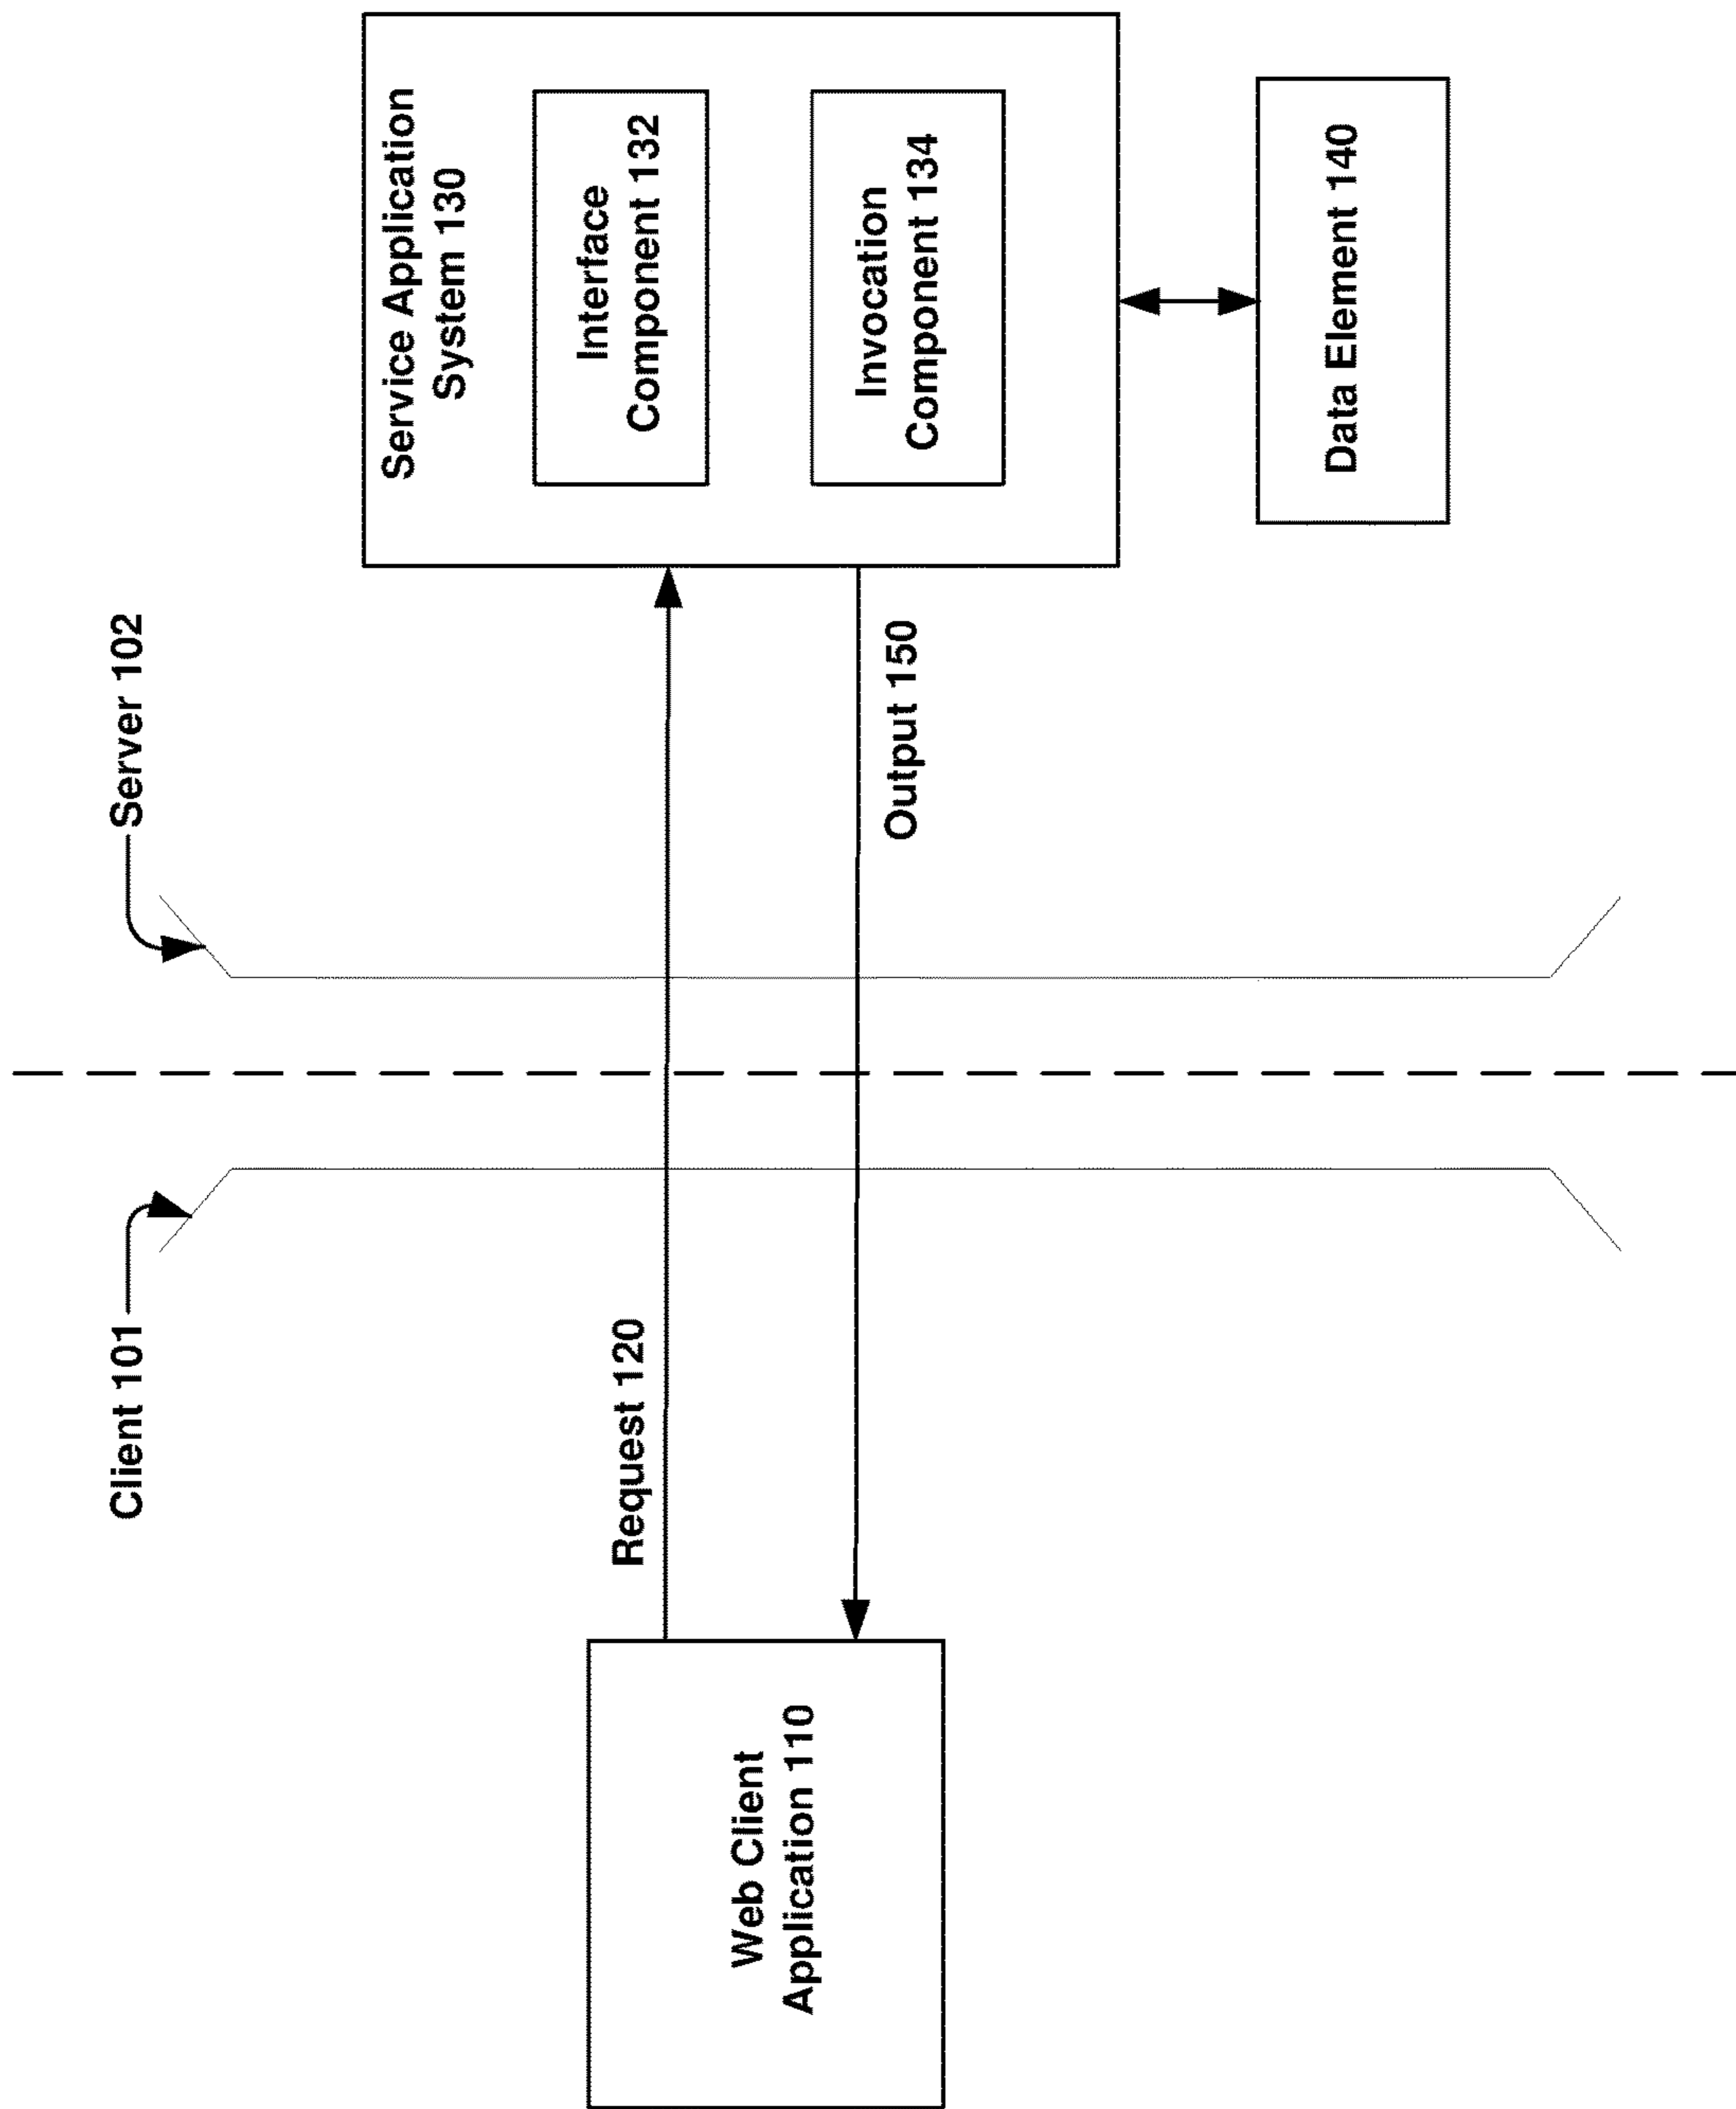 Client 101
Server 102
Service Application
System 130
Interface
Component 132
Request 120
Web Client
Application 110
Invocation
Component 134
Output 150
Data Element 140